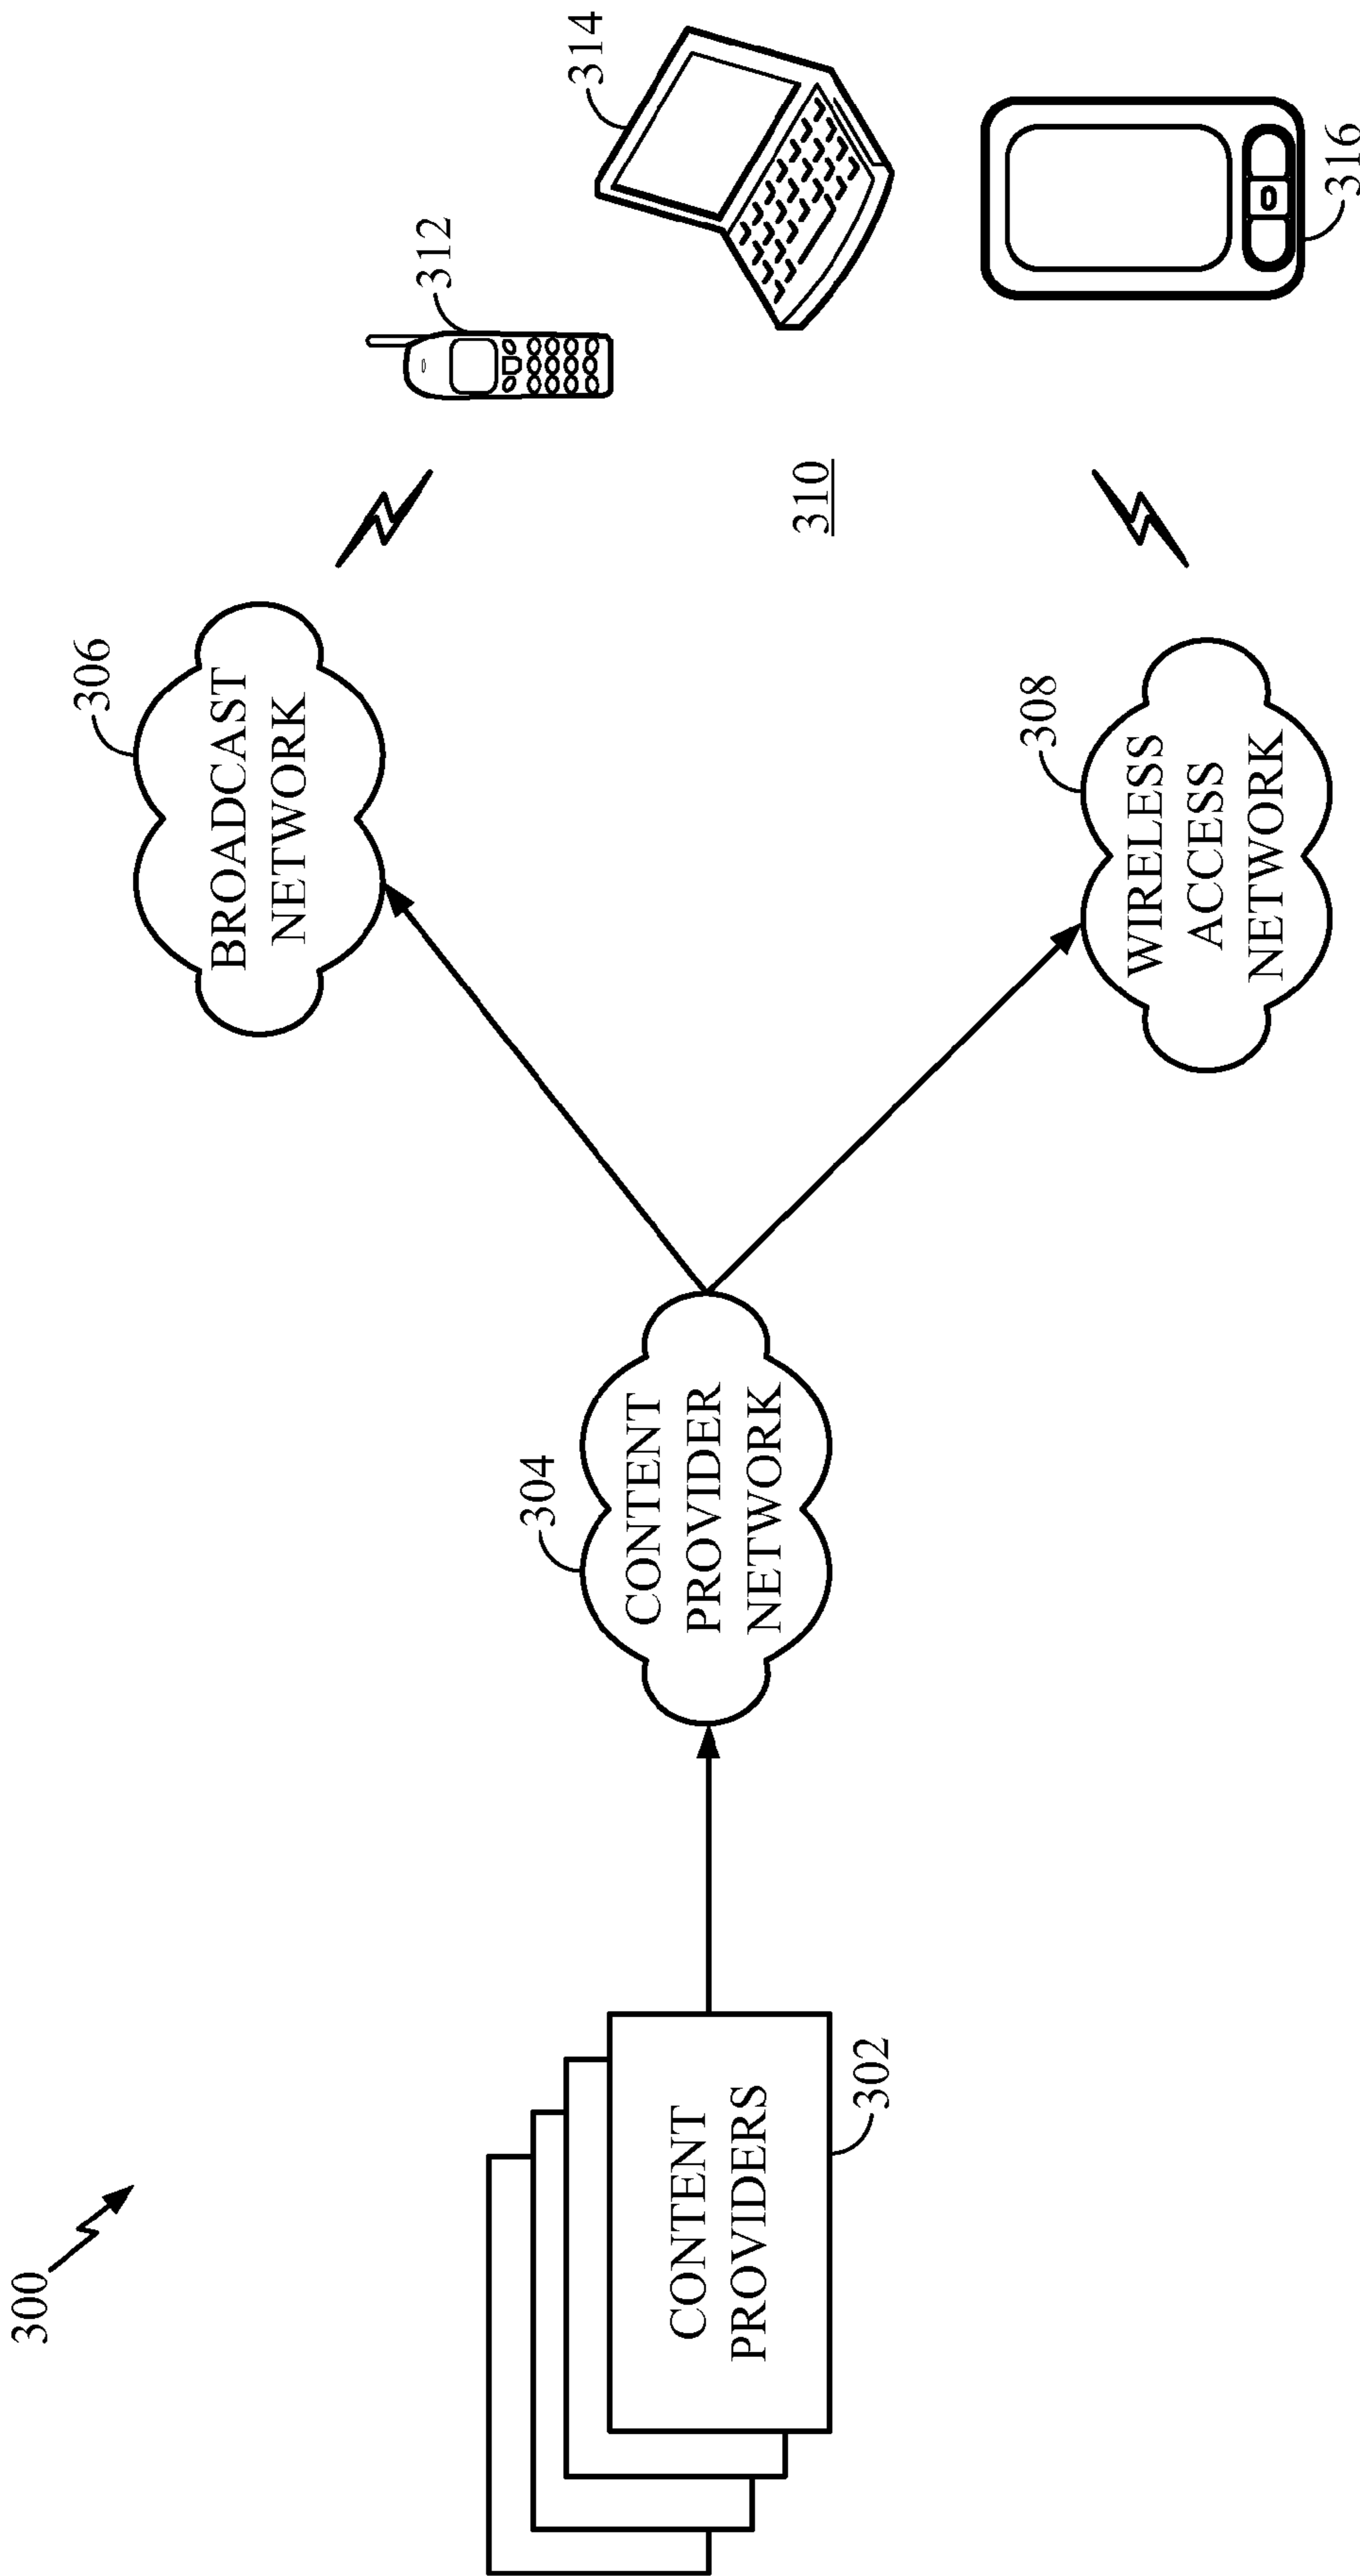 300
CONTENT
PROVIDERS
302
CONTENT
PROVIDER
NETWORK
304
BROADCAST
NETWORK
306
WIRELESS
ACCESS
NETWORK
308
310
312
314
316